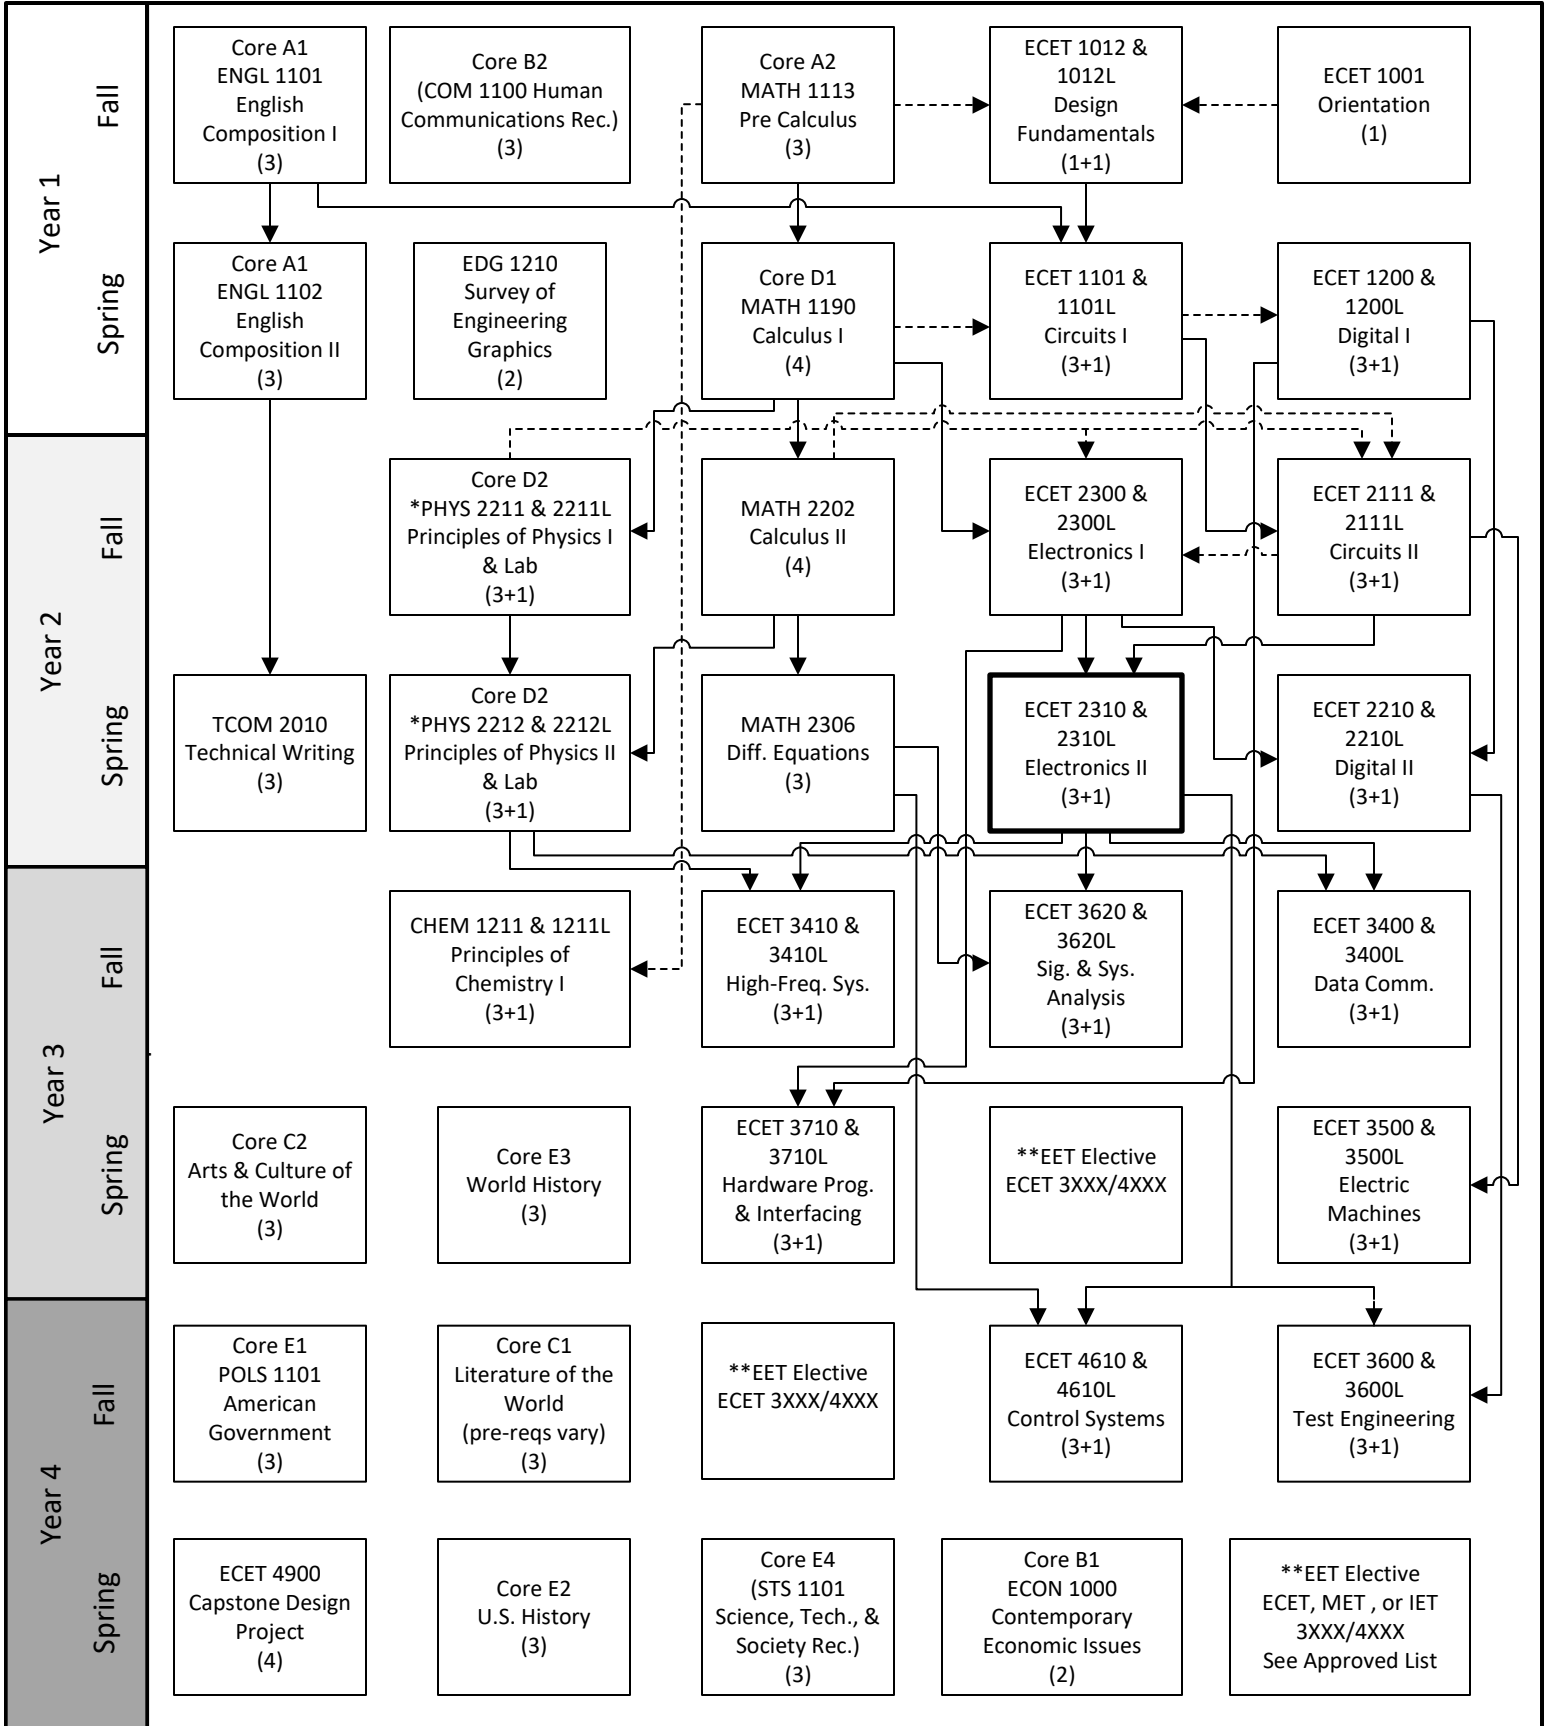 Year 1
Fall
Core A1
ENGL 1101
English
Composition I
(3)
Core B2
(COM 1100 Human
Communications Rec.)
(3)
Core A2
MATH 1113
Pre Calculus
(3)
ECET 1012 &
1012L
Design
Fundamentals
(1+1)
ECET 1001
Orientation
(1)
Spring
Core A1
ENGL 1102
English
Composition II
(3)
EDG 1210
Survey of
Engineering
Graphics
(2)
Core D1
MATH 1190
Calculus I
(4)
ECET 1101 &
1101L
Circuits I
(3+1)
ECET 1200 &
1200L
Digital I
(3+1)
Year 2
Fall
Core D2
*PHYS 2211 & 2211L
Principles of Physics I
& Lab
(3+1)
MATH 2202
Calculus II
(4)
ECET 2300 &
2300L
Electronics I
(3+1)
ECET 2111 &
2111L
Circuits II
(3+1)
Spring
TCOM 2010
Technical Writing
(3)
Core D2
*PHYS 2212 & 2212L
Principles of Physics II
& Lab
(3+1)
MATH 2306
Diff. Equations
(3)
ECET 2310 &
2310L
Electronics II
(3+1)
ECET 2210 &
2210L
Digital II
(3+1)
Year 3
Fall
CHEM 1211 & 1211L
Principles of
Chemistry I
(3+1)
ECET 3410 &
3410L
High-Freq. Sys.
(3+1)
ECET 3620 &
3620L
Sig. & Sys.
Analysis
(3+1)
ECET 3400 &
3400L
Data Comm.
(3+1)
Spring
Core C2
Arts & Culture of
the World
(3)
Core E3
World History
(3)
ECET 3710 &
3710L
Hardware Prog.
& Interfacing
(3+1)
**EET Elective
ECET 3XXX/4XXX
ECET 3500 &
3500L
Electric
Machines
(3+1)
Year 4
Fall
Core E1
POLS 1101
American
Government
(3)
Core C1
Literature of the
World
(pre-reqs vary)
(3)
**EET Elective
ECET 3XXX/4XXX
ECET 4610 &
4610L
Control Systems
(3+1)
ECET 3600 &
3600L
Test Engineering
(3+1)
Spring
ECET 4900
Capstone Design
Project
(4)
Core E2
U.S. History
(3)
Core E4
(STS 1101
Science, Tech., &
Society Rec.)
(3)
Core B1
ECON 1000
Contemporary
Economic Issues
(2)
**EET Elective
ECET, MET , or IET
3XXX/4XXX
See Approved List